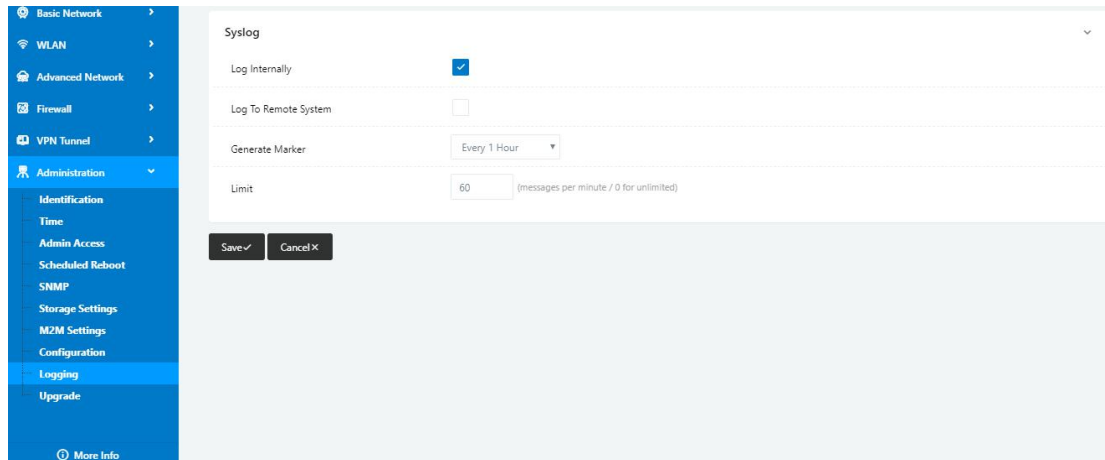 Basic Network
WLAN
Advanced Network
Firewall
VPN Tunnel
Administration
Identification
Time
Admin Access
Scheduled Reboot
SNMP
Storage Settings
M2M Settings
Configuration
Logging
Upgrade
More Info
Syslog
Log Internally
Log To Remote System
Generate Marker Every 1 Hour
Limit 60 (messages per minute / 0 for unlimited)
Save Cancel